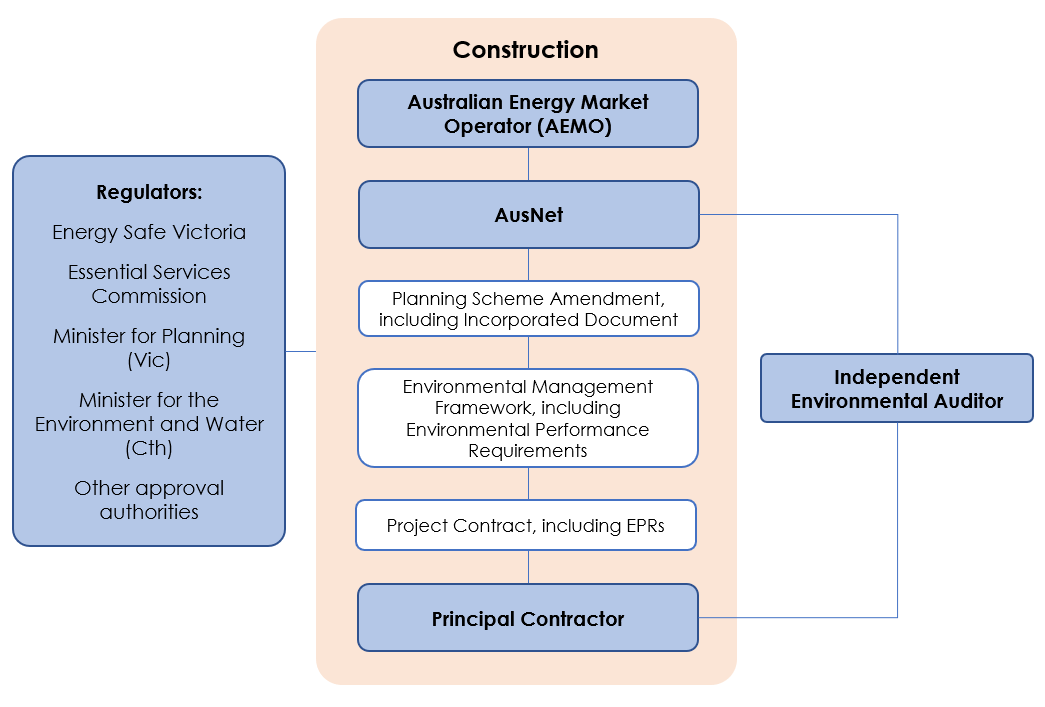 Construction
Australian Energy Market
Operator (AEMO)
AusNet
Planning Scheme Amendment,
including Incorporated Document
Environmental Management
Framework, including
Environmental Performance
Requirements
Project Contract, including EPRs
Principal Contractor
Regulators:
Energy Safe Victoria
Essential Services
Commission
Minister for Planning
(Vic)
Minister for the
Environment and Water
(Cth)
Other approval
authorities
Independent
Environmental Auditor